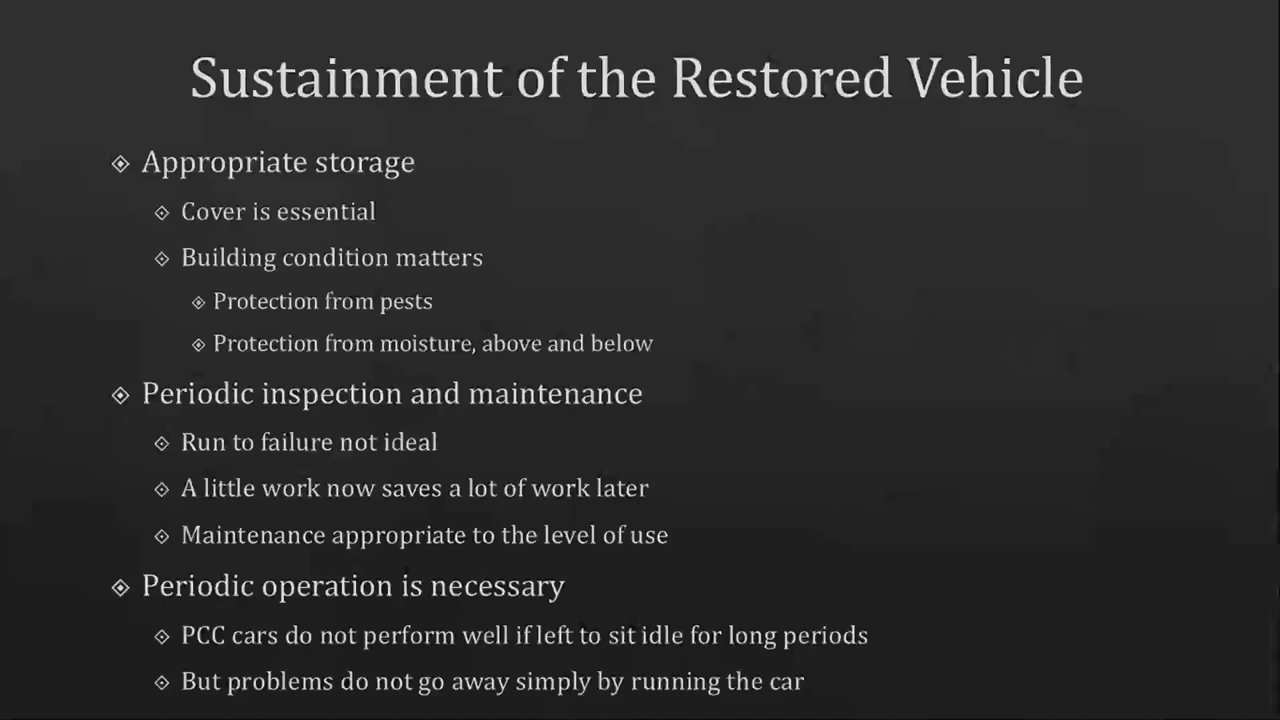 Sustainment of the Restored Vehicle
Appropriate storage
Cover is essential
Building condition matters
Protection from pests
Protection from moisture, above and below
Periodic inspection and maintenance
Run to failure not ideal
A little work now saves a lot of work later
Maintenance appropriate to the level of use
Periodic operation is necessary
PCC cars do not perform well if left to sit idle for long periods
But problems do not go away simply by running the car